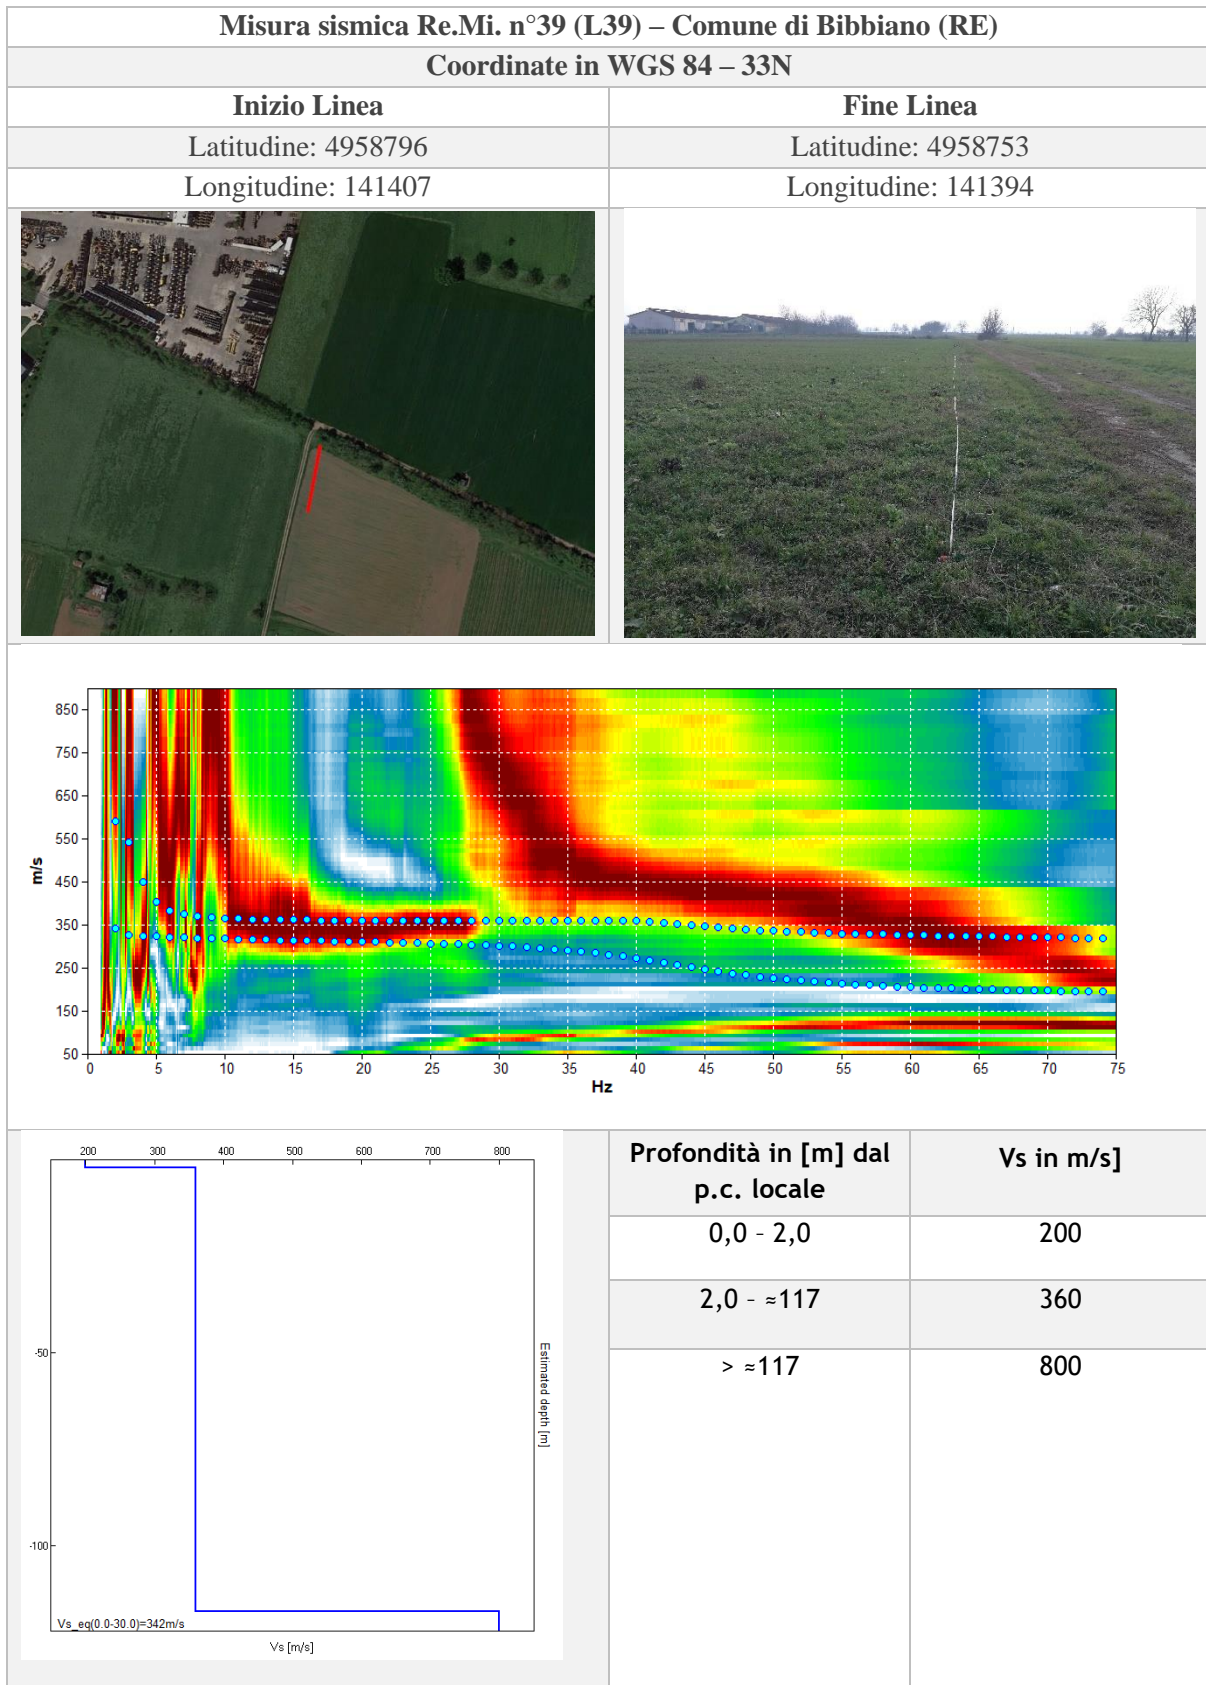 Misura sismica Re.Mi. n°39 (L39) – Comune di Bibbiano (RE)
Coordinate in WGS 84 – 33N
Inizio Linea
Fine Linea
Latitudine: 4958796
Latitudine: 4958753
Longitudine: 141407
Longitudine: 141394
850
750
650
550
450
350
250
150
50
m/s
0 5 10 15 20 25 30 35 40 45 50 55 60 65 70 75
Hz
200 300 400 500 600 700 800
-50
-100
Estimated depth [m]
Vs_eq(0.0-30.0)=342m/s
Vs [m/s]
Profondità in [m] dal
p.c. locale
Vs in m/s]
0,0 – 2,0
200
2,0 – ≈117
360
> ≈117
800